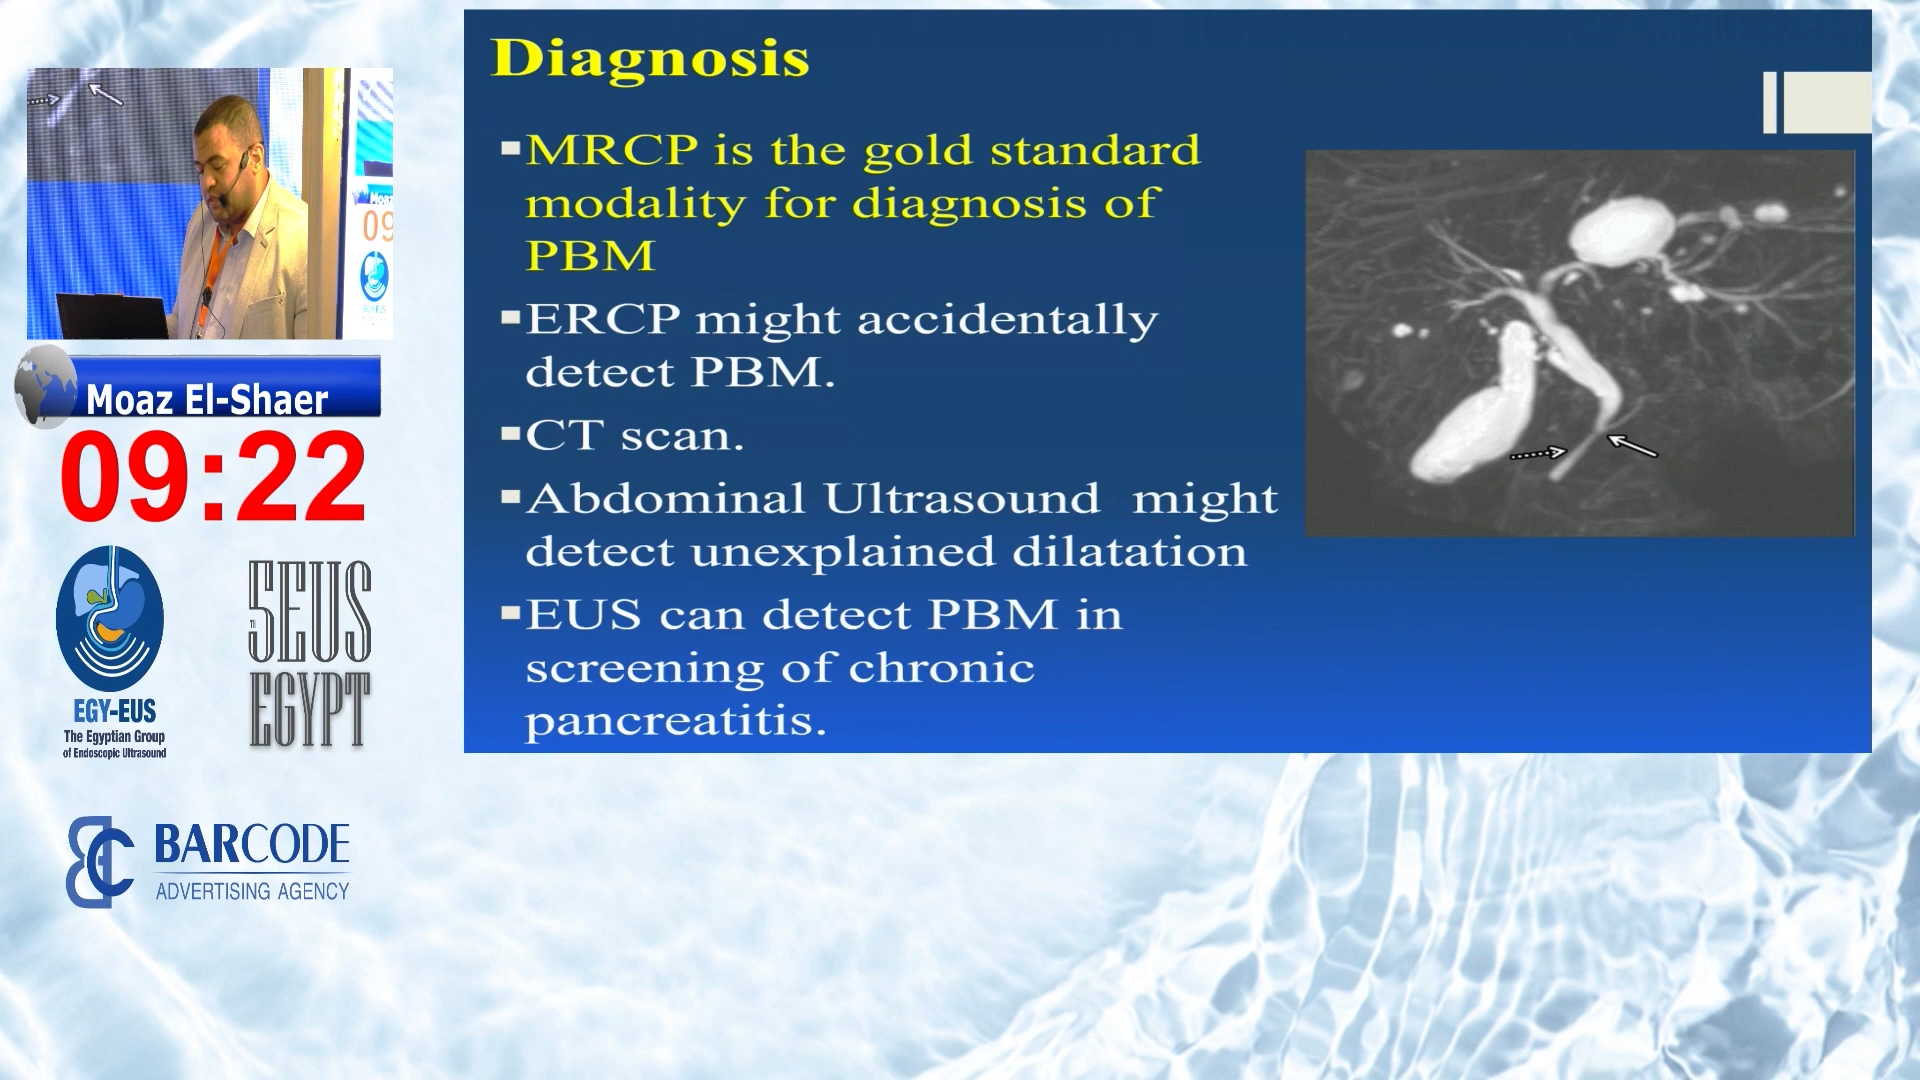 Diagnosis
MRCP is the gold standard
modality for diagnosis of
PBM
ERCP might accidentally
detect PBM.
CT scan.
Abdominal Ultrasound might
detect unexplained dilatation
EUS can detect PBM in
screening of chronic
pancreatitis.
09
Moaz El-Shaer
09:22
EGY-EUS
The Egyptian Group
of Endoscopic Ultrasound
5EUS
EGYPT
BC
BARCODE
ADVERTISING AGENCY